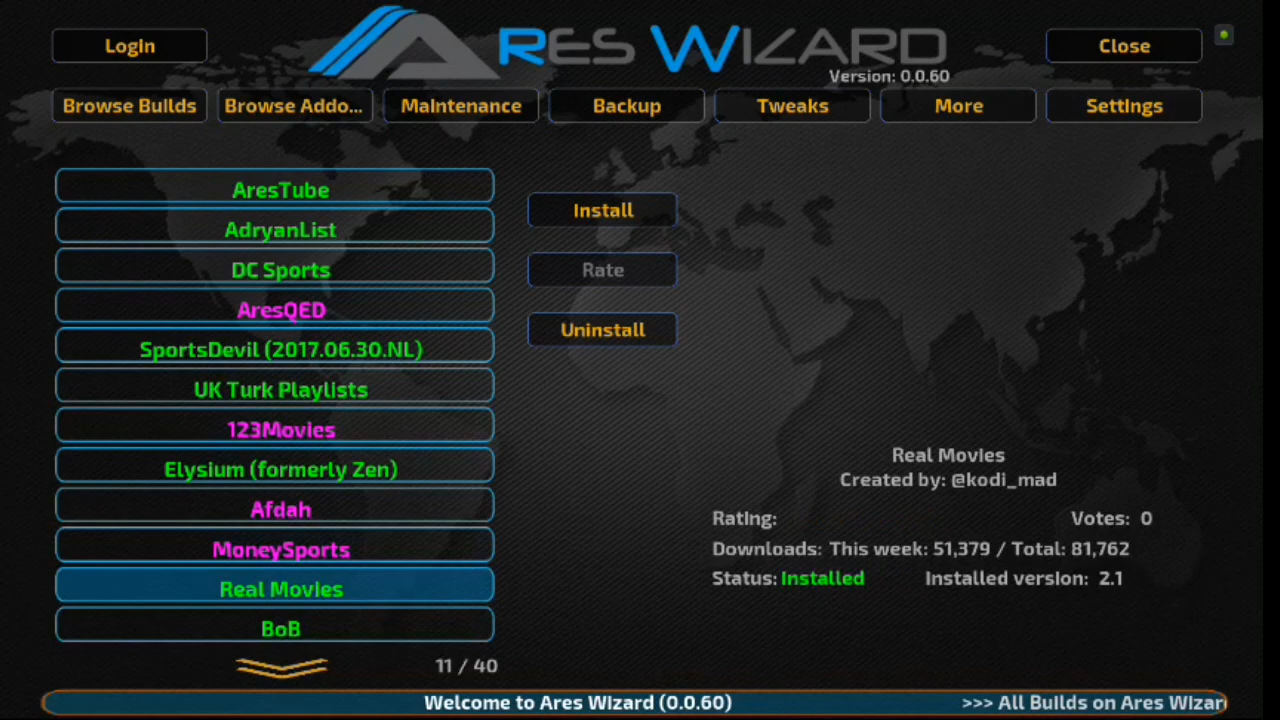 Login
ARES WIZARD
Close
Version: 0.0.60
Browse Builds
Browse Addo...
Maintenance
Backup
Tweaks
More
Settings
AresTube
AdryanList
DC Sports
AresQED
SportsDevil (2017.06.30.NL)
UK Turk Playlists
123Movies
Elysium (formerly Zen)
Afdah
MoneySports
Real Movies
BoB
11 / 40
Install
Rate
Uninstall
Real Movies
Created by: @kodi_mad
Rating: Votes: 0
Downloads: This week: 51,379 / Total: 81,762
Status: Installed Installed version: 2.1
Welcome to Ares Wizard (0.0.60) >>> All Builds on Ares Wizar